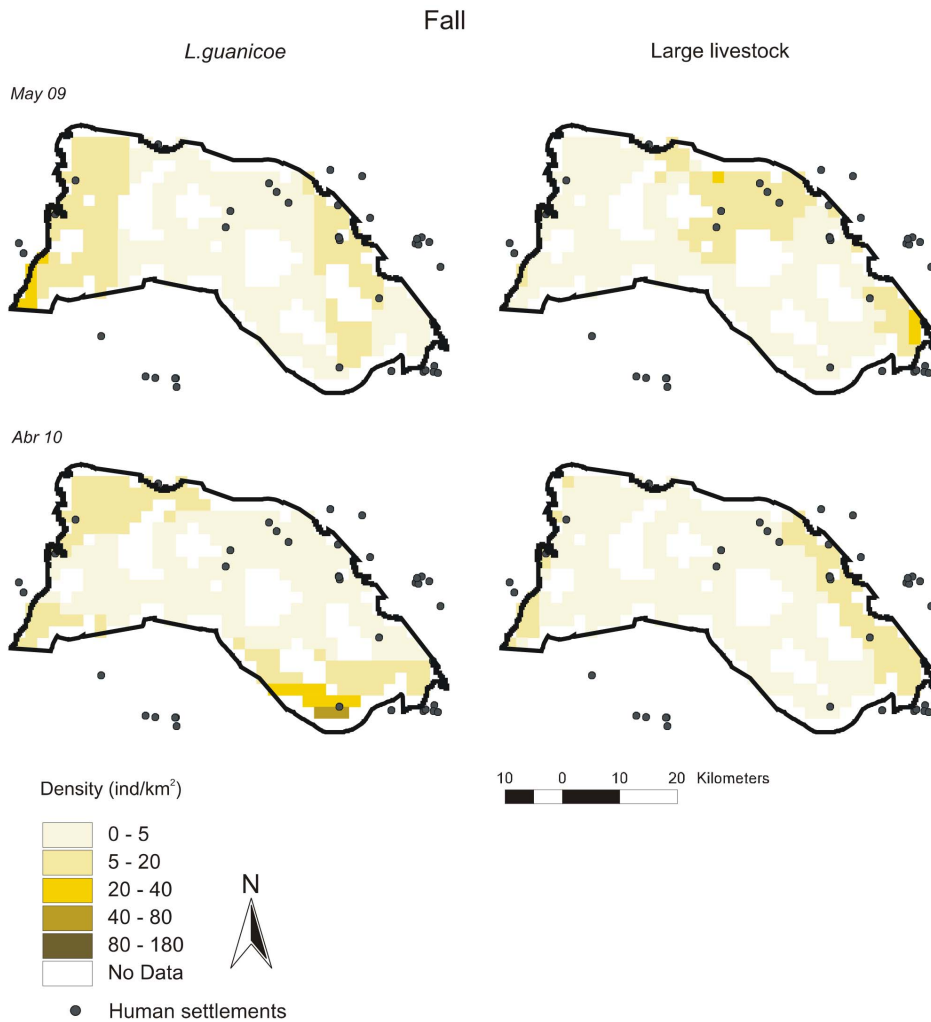 Fall
L.guanicoe
Large livestock
May 09
Abr 10
Density (ind/km²)
0 - 5
5 - 20
20 - 40
40 - 80
80 - 180
No Data
Human settlements
N
10 0 10 20 Kilometers